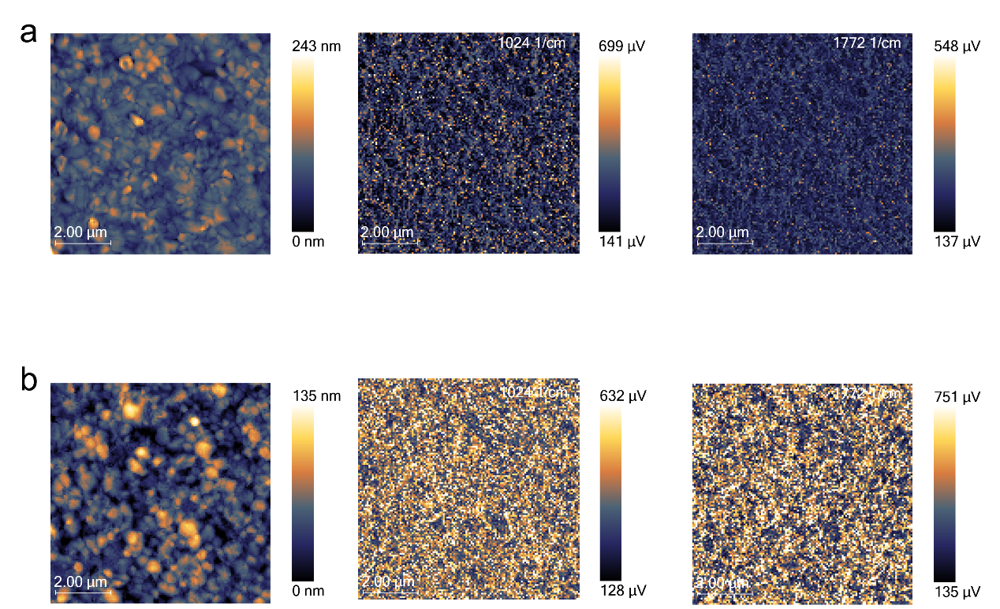 a
243 nm
0 nm
2.00 µm
1024 1/cm
699 µV
141 µV
2.00 µm
1772 1/cm
548 µV
137 µV
2.00 µm
b
135 nm
0 nm
2.00 µm
1024 1/cm
632 µV
128 µV
2.00 µm
1772 1/cm
751 µV
135 µV
2.00 µm